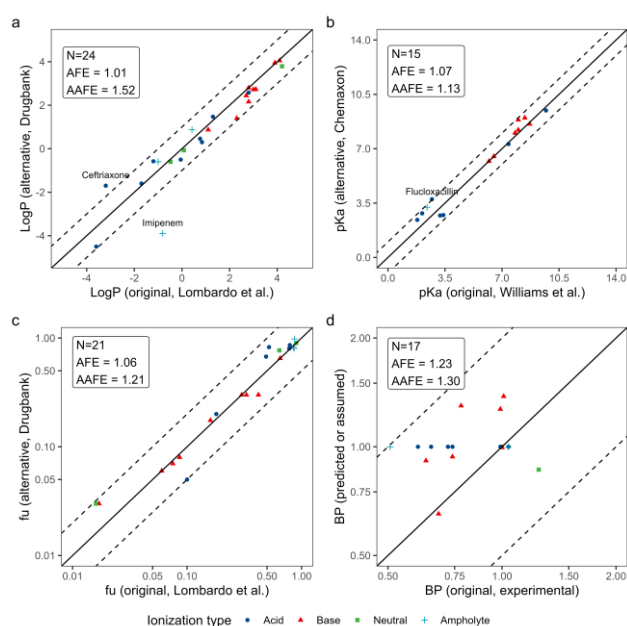 a
N=24
AFE = 1.01
AAFE = 1.52
Ceftriaxone
Imipenem
4
2
0
-2
-4
-4
-2
0
2
4
LogP (alternative, Drugbank)
LogP (original, Lombardo et al.)
b
N=15
AFE = 1.07
AAFE = 1.13
Flucloxacillin
14.0
10.5
7.0
3.5
0.0
0.0
3.5
7.0
10.5
14.0
pKa (alternative, Chemaxon)
pKa (original, Williams et al.)
c
N=21
AFE = 1.06
AAFE = 1.21
1.00
0.50
0.10
0.05
0.01
0.01
0.05
0.10
0.50
1.00
fu (alternative, Drugbank)
fu (original, Lombardo et al.)
d
N=17
AFE = 1.23
AAFE = 1.30
2.00
1.50
1.00
0.75
0.50
0.50
0.75
1.00
1.50
2.00
BP (predicted or assumed)
BP (original, experimental)
Ionization type Acid Base Neutral Ampholyte